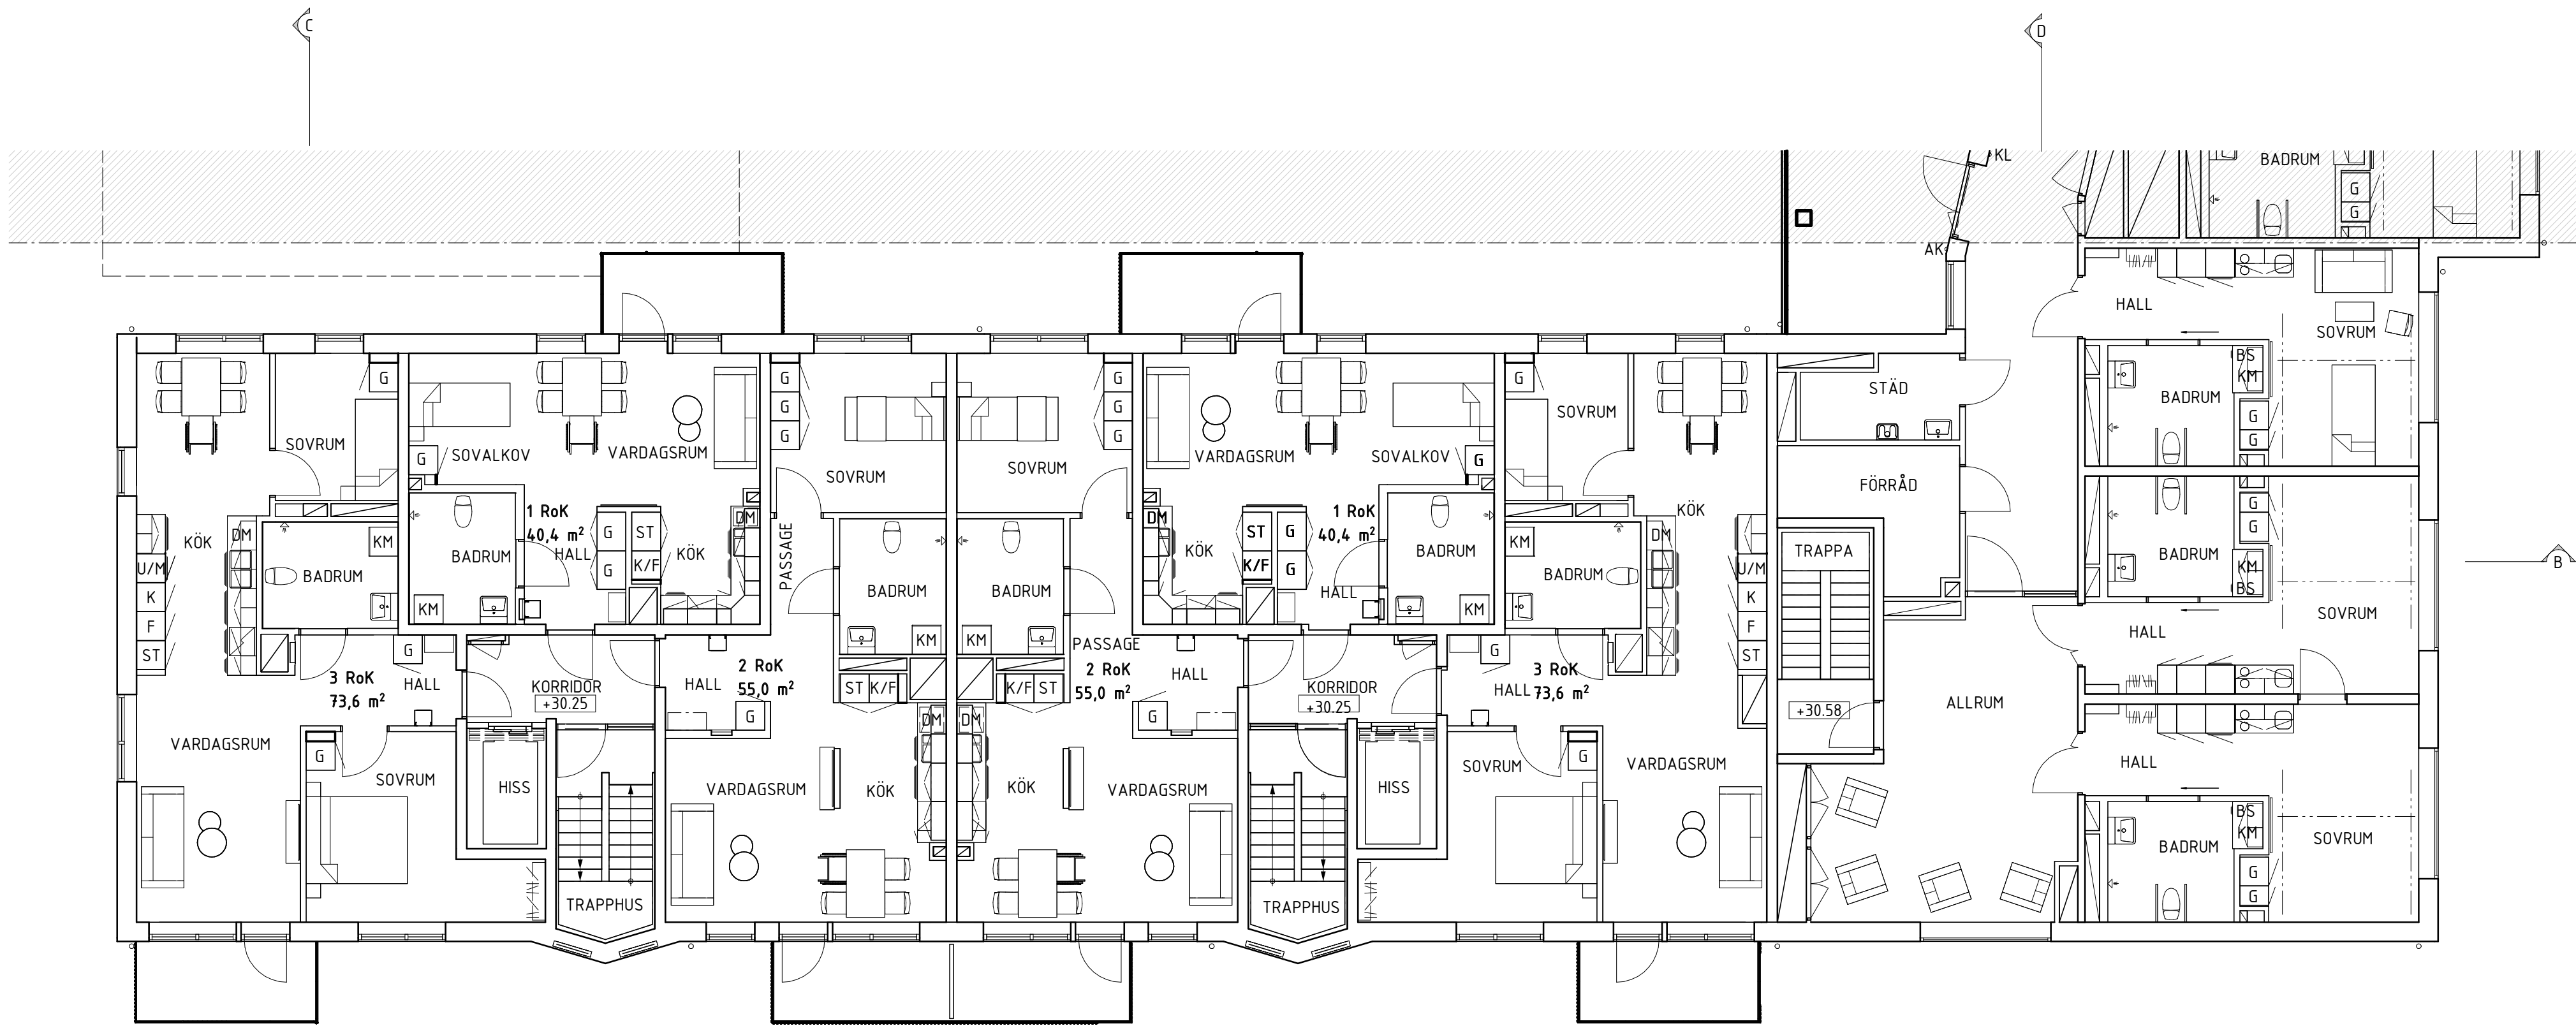 C
D
KL
BADRUM
G
G
AK
HALL
SOVRUM
BS
KM
BADRUM
G
G
G
SOVRUM
SOVALKOV
G
VARDAGSRUM
G
G
G
SOVRUM
SOVRUM
G
G
G
VARDAGSRUM
SOVALKOV
G
G
SOVRUM
STÄD
FÖRRÅD
KÖK
DM
U/M
K
F
ST
BADRUM
KM
BADRUM
KM
1 RoK
40,4 m²
HALL
G
G
ST
K/F
KÖK
DM
PASSAGE
BADRUM
KM
BADRUM
KM
DM
KÖK
ST
K/F
G
G
1 RoK
40,4 m²
HALL
BADRUM
KM
KM
BADRUM
DM
KÖK
U/M
K
F
ST
TRAPPA
G
G
BADRUM
KM
BS
SOVRUM
HALL
B
3 RoK
73,6 m²
G
HALL
KORRIDOR
+30.25
HALL
2 RoK
55,0 m²
G
ST
K/F
DM
PASSAGE
2 RoK
55,0 m²
K/F
ST
DM
HALL
G
KORRIDOR
+30.25
G
HALL
3 RoK
73,6 m²
+30.58
ALLRUM
VARDAGSRUM
G
SOVRUM
HISS
TRAPPHUS
VARDAGSRUM
KÖK
KÖK
VARDAGSRUM
HISS
TRAPPHUS
SOVRUM
G
VARDAGSRUM
HALL
BS
KM
BADRUM
G
G
SOVRUM